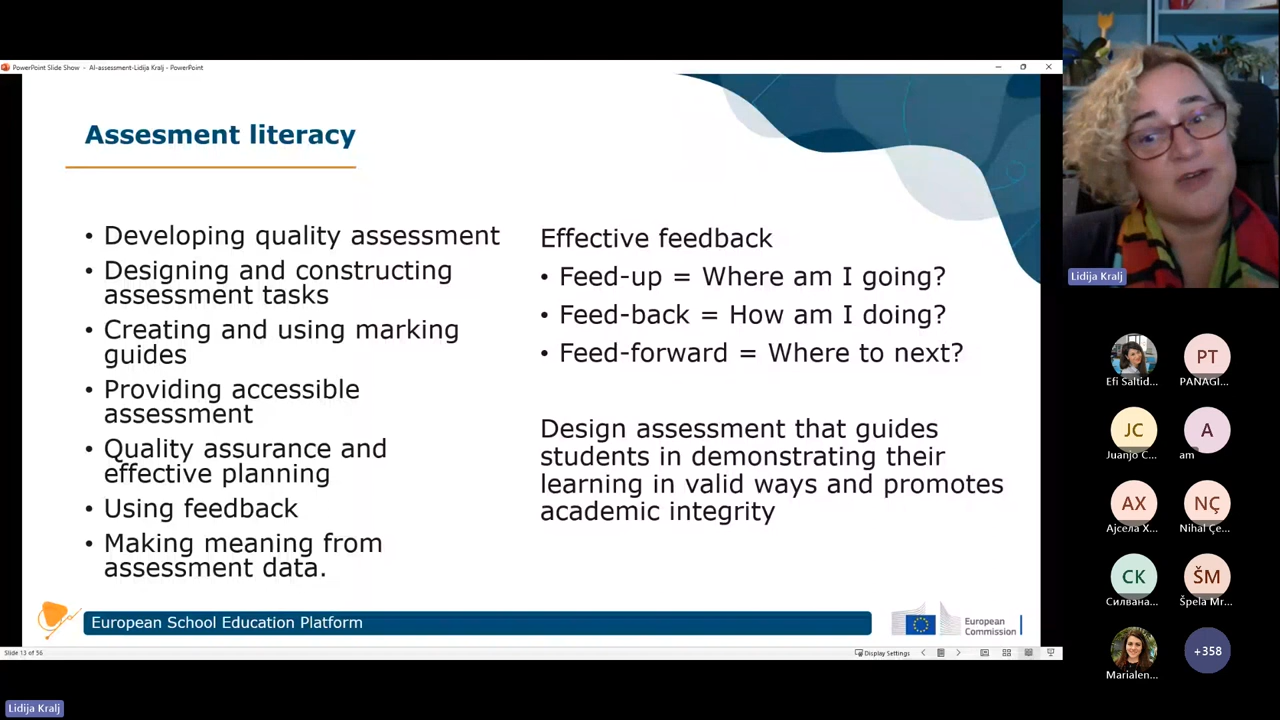 PowerPoint Slide Show - AI-assessment-Lidija Kralj - PowerPoint
Assesment literacy
• Developing quality assessment
• Designing and constructing
assessment tasks
• Creating and using marking
guides
• Providing accessible
assessment
• Quality assurance and
effective planning
• Using feedback
• Making meaning from
assessment data.
Effective feedback
• Feed-up = Where am I going?
• Feed-back = How am I doing?
• Feed-forward = Where to next?
Design assessment that guides
students in demonstrating their
learning in valid ways and promotes
academic integrity
European School Education Platform
European
Commission
Slide 13 of 36
Display Settings
Lidija Kralj
Efi Saltid...
PT
PANAGI...
JC
Juanjo C...
A
am
AX
Ајсела Х...
NÇ
Nihal Çe...
СК
Силвана...
ŠM
Špela Mr...
Marialen...
+358
Lidija Kralj